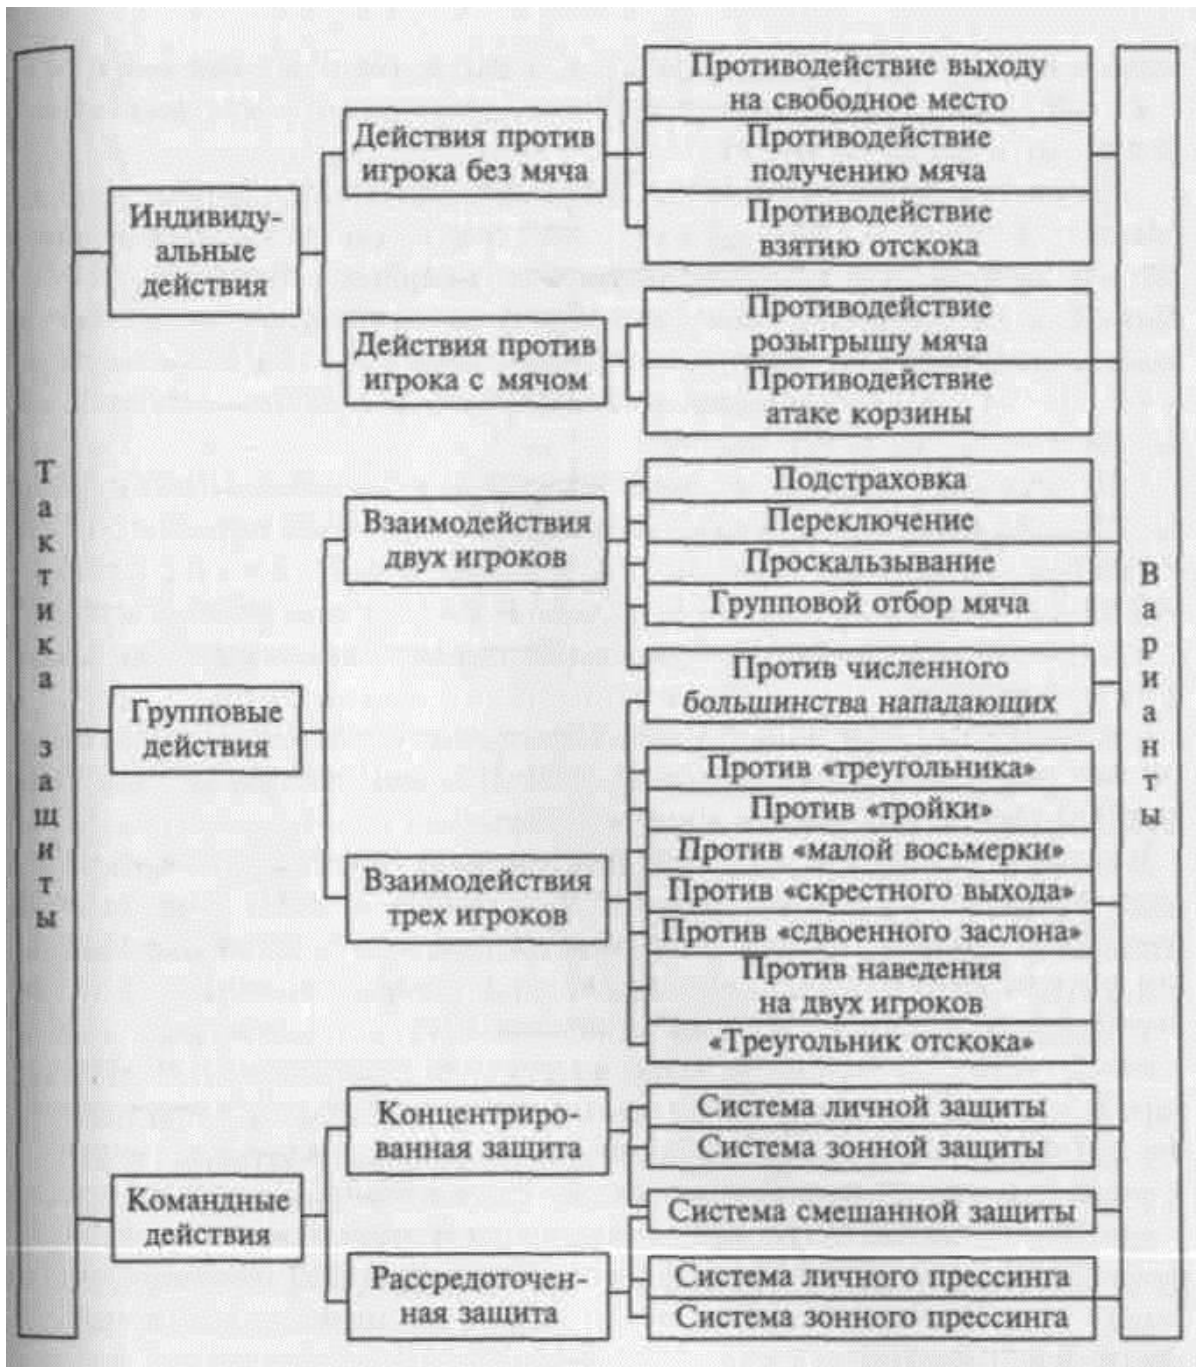 Тактика защиты
Индивиду-
альные
действия
Действия против
игрока без мяча
Противодействие выходу
на свободное место
Противодействие
получению мяча
Противодействие
взятию отскока
Действия против
игрока с мячом
Противодействие
розыгрышу мяча
Противодействие
атаке корзины
Групповые
действия
Взаимодействия
двух игроков
Подстраховка
Переключение
Проскальзывание
Групповой отбор мяча
Против численного
большинства нападающих
Взаимодействия
трех игроков
Против «треугольника»
Против «тройки»
Против «малой восьмерки»
Против «скрестного выхода»
Против «сдвоенного заслона»
Против наведения
на двух игроков
«Треугольник отскока»
Командные
действия
Концентриро-
ванная защита
Система личной защиты
Система зонной защиты
Система смешанной защиты
Рассредоточен-
ная защита
Система личного прессинга
Система зонного прессинга
Варианты